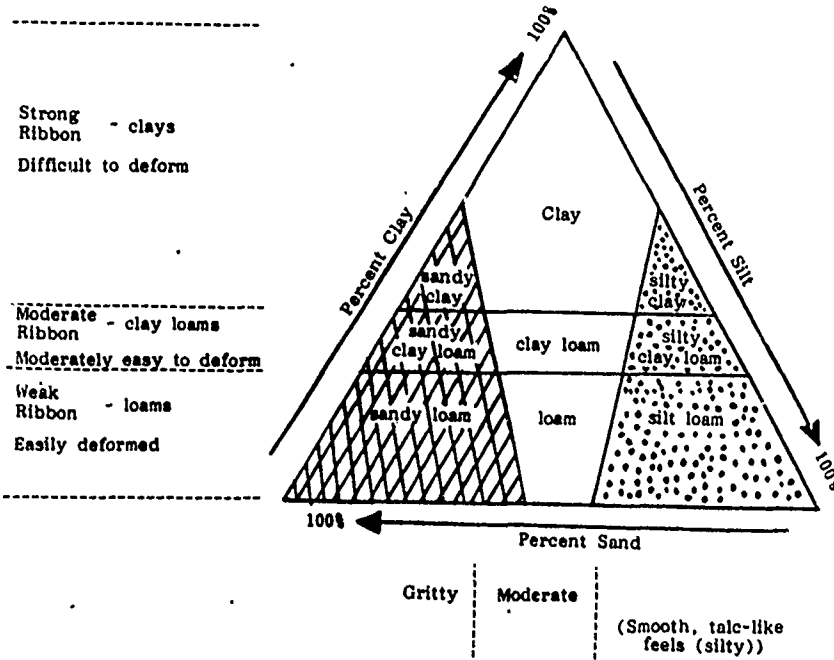 100%
Strong
Ribbon - clays
Difficult to deform
Percent Clay
Percent Silt
Clay
sandy
clay
silty
clay
Moderate
Ribbon - clay loams
Moderately easy to deform
sandy
clay loam
clay loam
silty
clay loam
Weak
Ribbon - loams
Easily deformed
sandy loam
loam
silt loam
100%
100%
Percent Sand
Gritty
Moderate
(Smooth, talc-like
feels (silty))